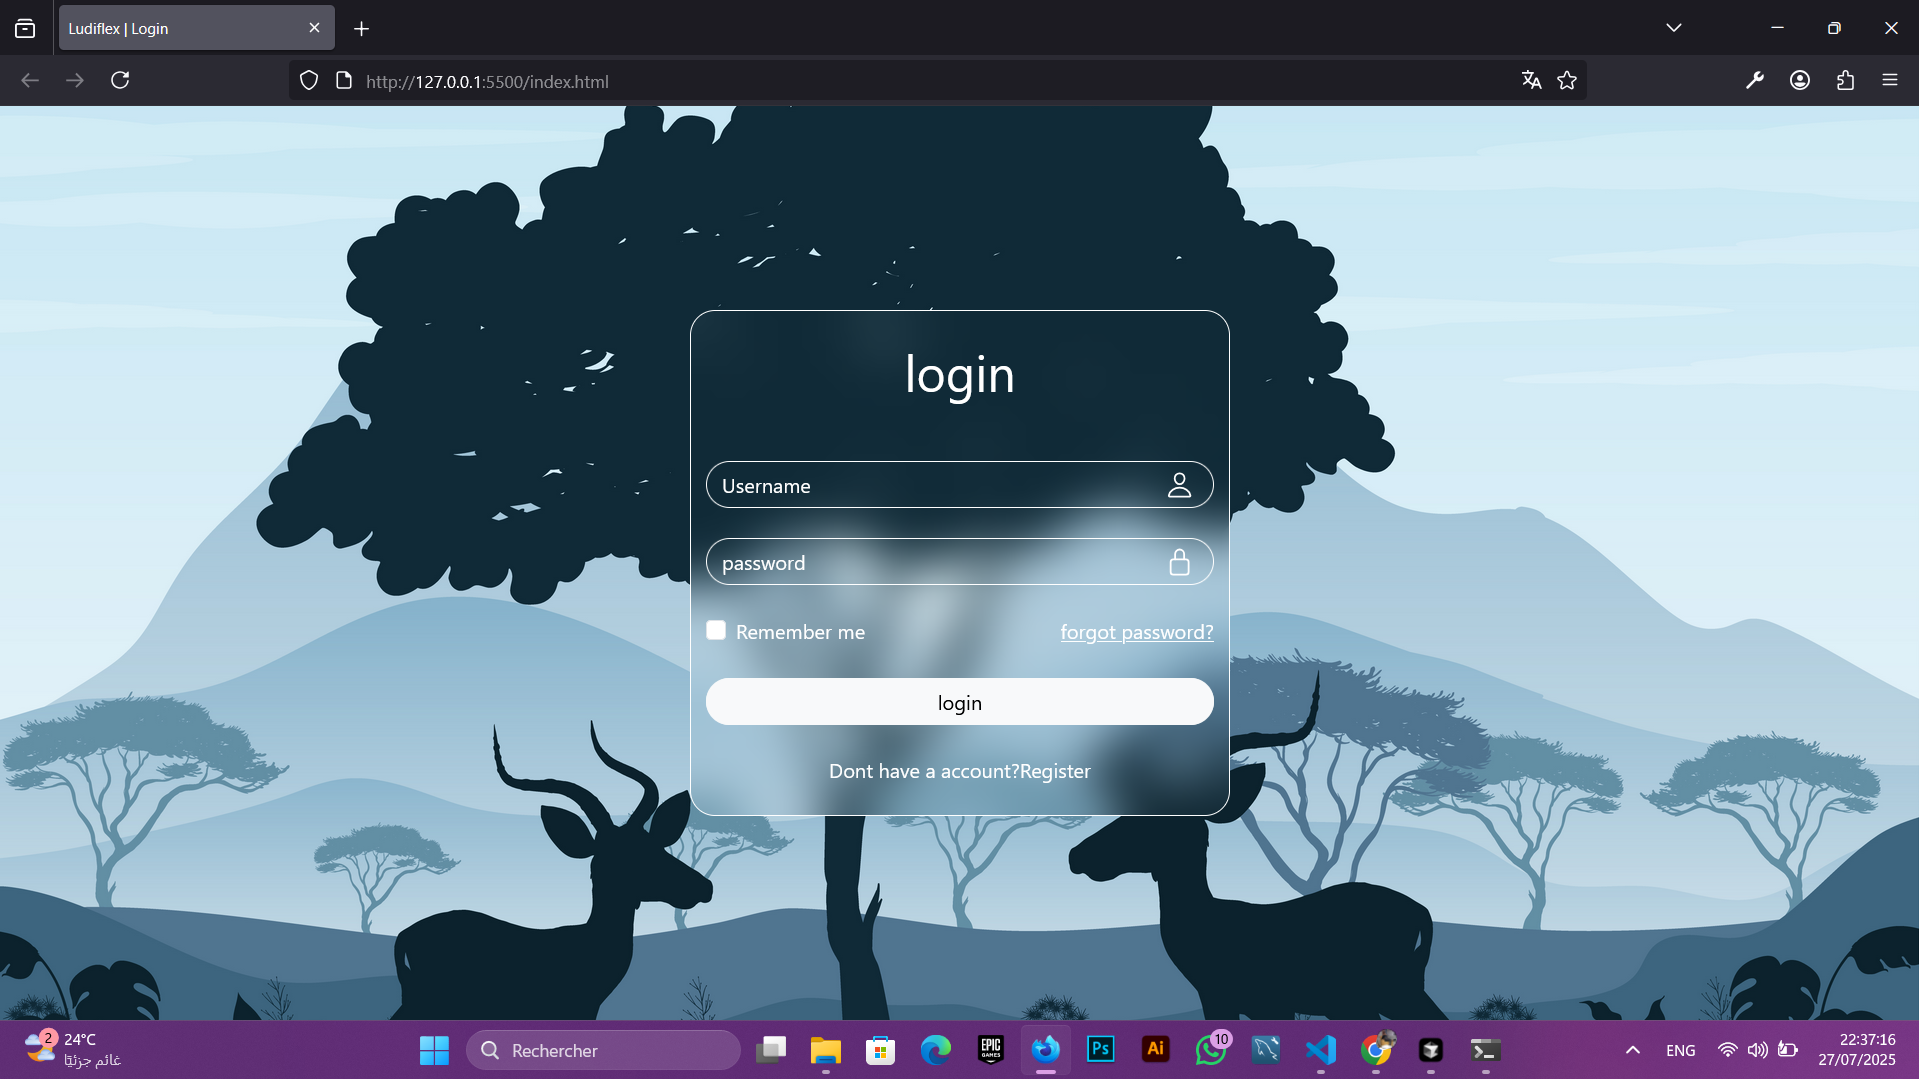 Ludiflex | Login
http://127.0.0.1:5500/index.html
login
Username
password
Remember me
forgot password?
login
Dont have a account?Register
2
24°C
غائم جزئيًا
Rechercher
EPIC
GAMES
Ps
Ai
10
ENG
22:37:16
27/07/2025